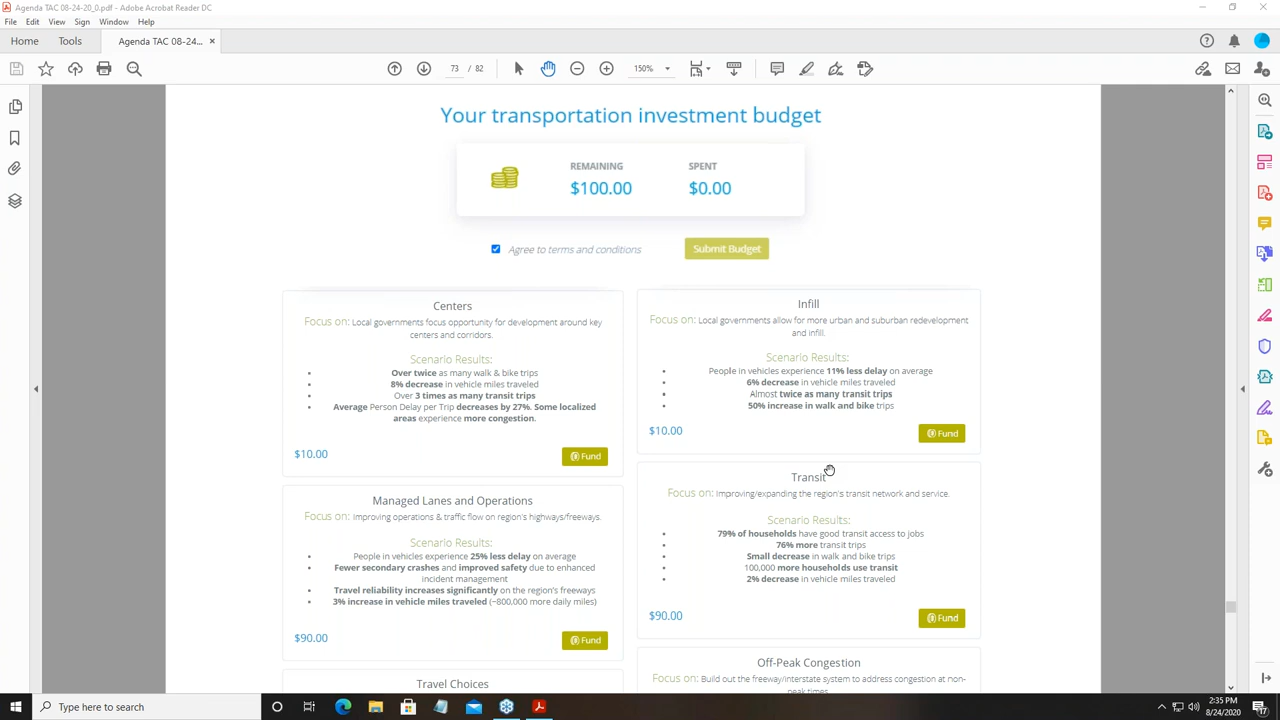 Agenda TAC 08-24-20_0.pdf - Adobe Acrobat Reader DC
File Edit View Sign Window Help
Home Tools Agenda TAC 08-24... ×
73 / 82 150%
Your transportation investment budget
REMAINING SPENT
$100.00 $0.00
Agree to terms and conditions Submit Budget
Centers
Focus on: Local governments focus opportunity for development around key
centers and corridors.
Scenario Results:
• Over twice as many walk & bike trips
• 8% decrease in vehicle miles traveled
• Over 3 times as many transit trips
• Average Person Delay per Trip decreases by 27%. Some localized
areas experience more congestion.
$10.00 Fund
Infill
Focus on: Local governments allow for more urban and suburban redevelopment
and infill.
Scenario Results:
• People in vehicles experience 11% less delay on average
• 6% decrease in vehicle miles traveled
• Almost twice as many transit trips
• 50% increase in walk and bike trips
$10.00 Fund
Managed Lanes and Operations
Focus on: Improving operations & traffic flow on region's highways/freeways.
Scenario Results:
• People in vehicles experience 25% less delay on average
• Fewer secondary crashes and improved safety due to enhanced
incident management
• Travel reliability increases significantly on the region's freeways
• 3% increase in vehicle miles traveled (~800,000 more daily miles)
$90.00 Fund
Transit
Focus on: Improving/expanding the region's transit network and service.
Scenario Results:
• 79% of households have good transit access to jobs
• 76% more transit trips
• Small decrease in walk and bike trips
• 100,000 more households use transit
• 2% decrease in vehicle miles traveled
$90.00 Fund
Travel Choices
Off-Peak Congestion
Focus on: Build out the freeway/interstate system to address congestion at non-
peak times.
Type here to search
2:35 PM
8/24/2020
17